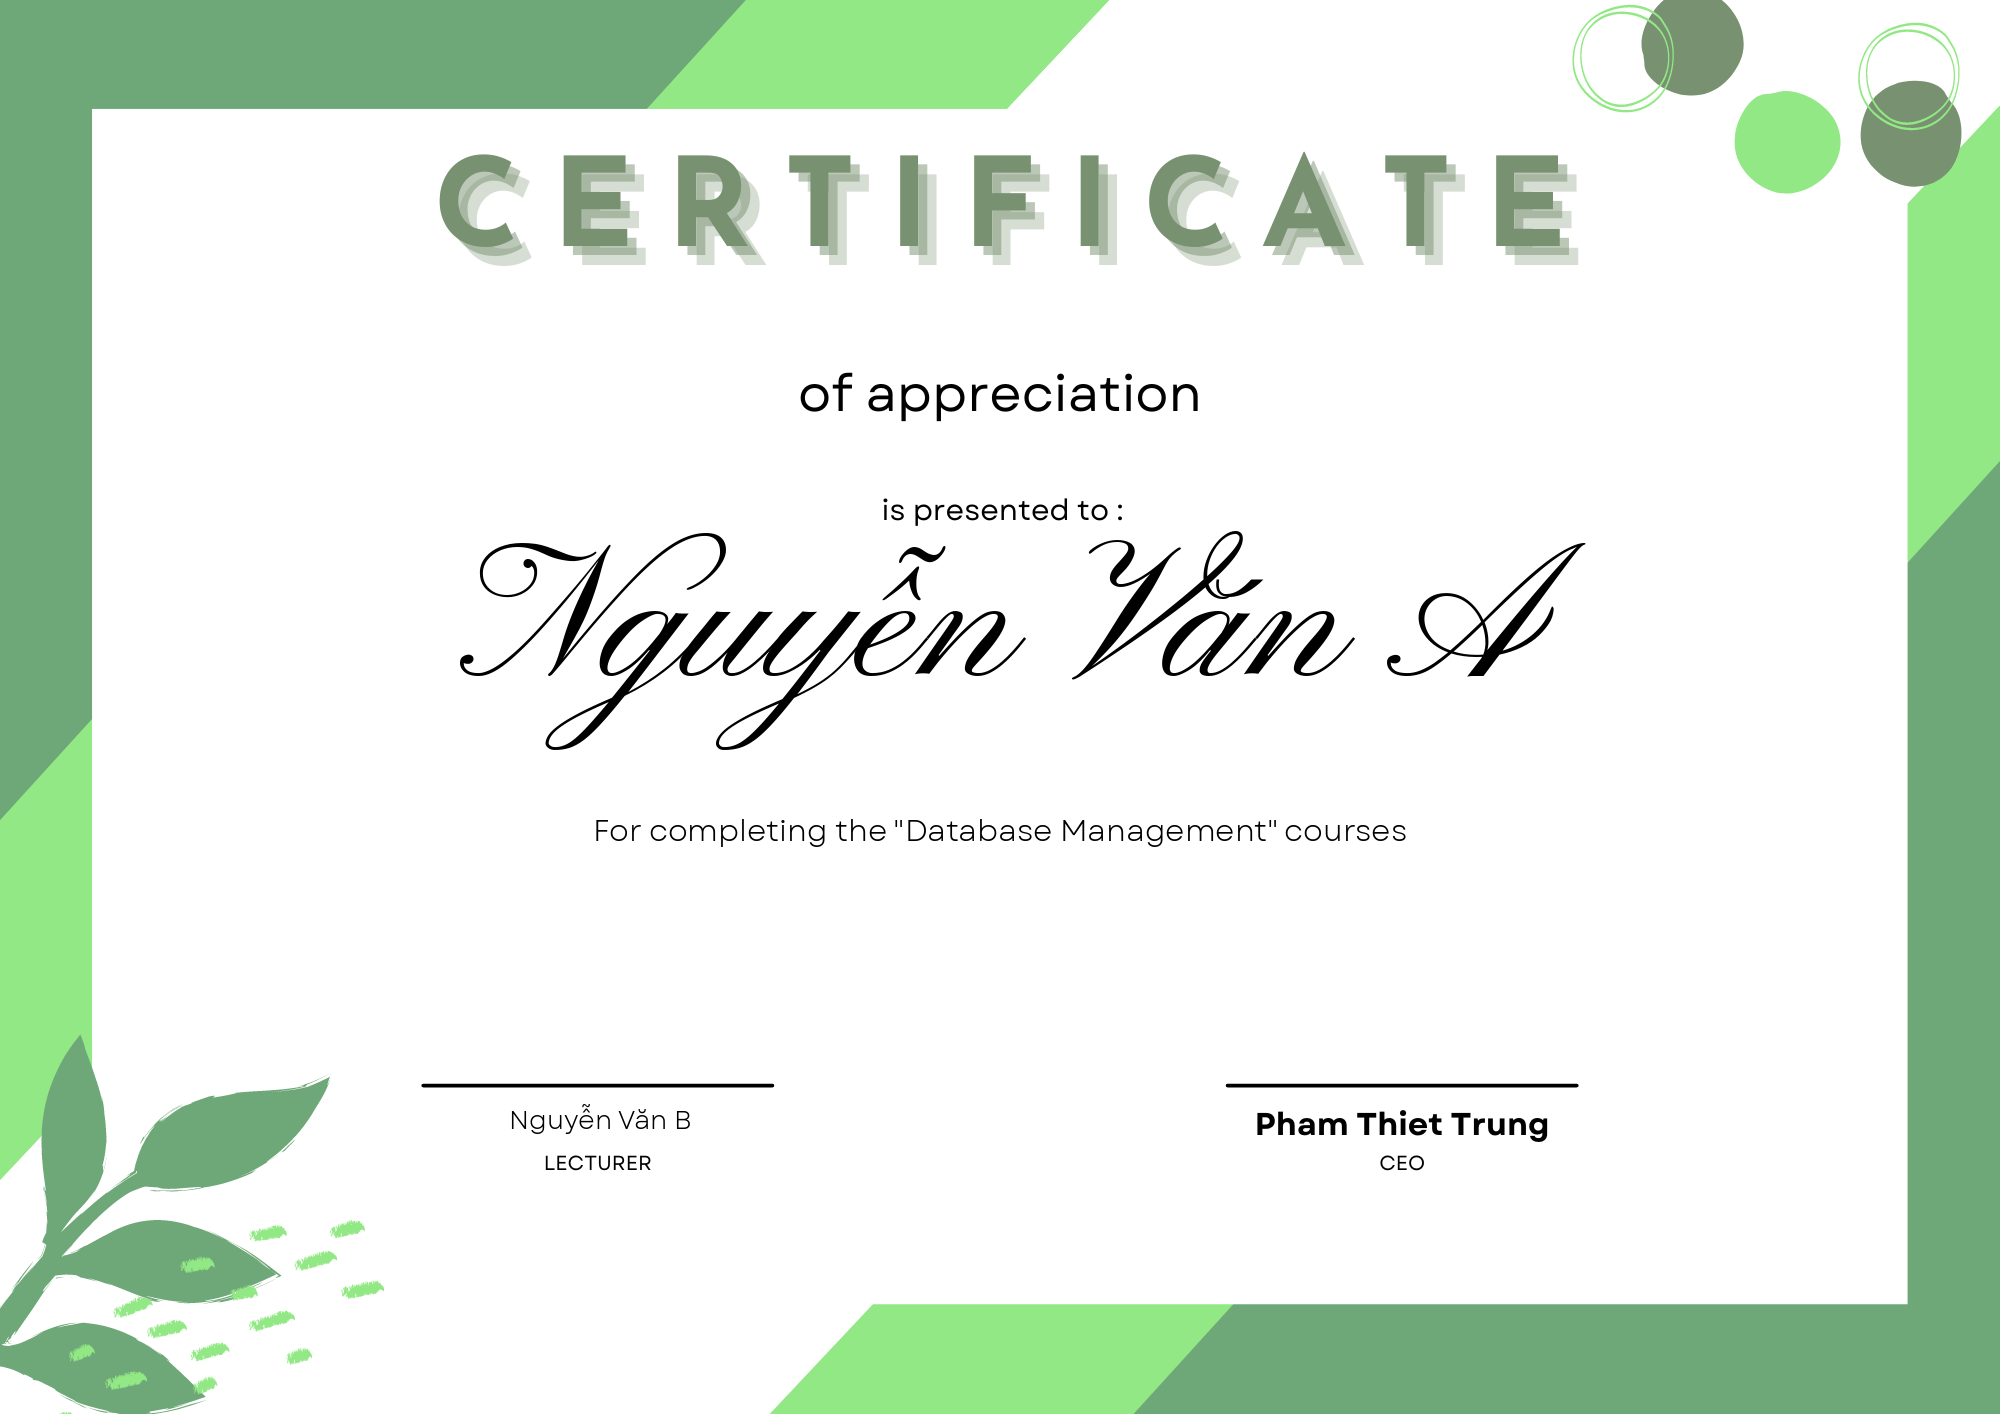 CERTIFICATE
of appreciation
is presented to :
Nguyễn Văn A
For completing the "Database Management" courses
Nguyễn Văn B
LECTURER
Pham Thiet Trung
CEO